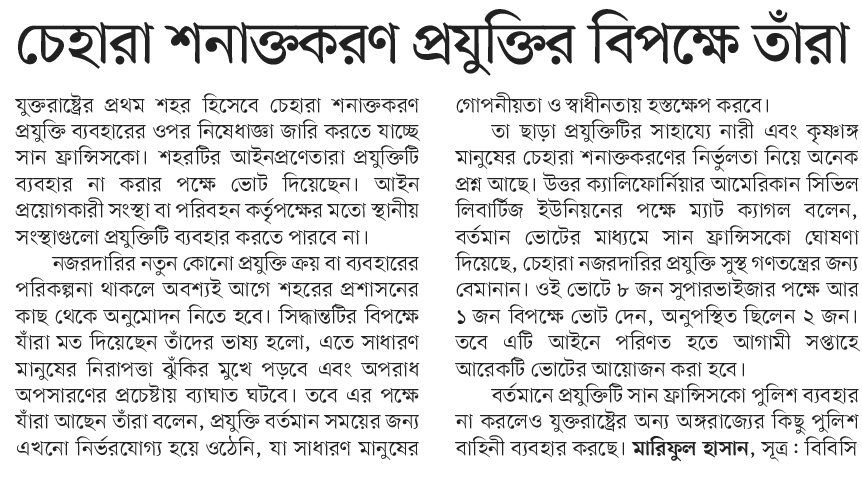 চেহারা শনাক্তকরণ প্রযুক্তির বিপক্ষে তাঁরা
যুক্তরাষ্ট্রের প্রথম শহর হিসেবে চেহারা শনাক্তকরণ
প্রযুক্তি ব্যবহারের ওপর নিষেধাজ্ঞা জারি করতে যাচ্ছে
সান ফ্রান্সিসকো। শহরটির আইনপ্রণেতারা প্রযুক্তিটি
ব্যবহার না করার পক্ষে ভোট দিয়েছেন। আইন
প্রয়োগকারী সংস্থা বা পরিবহন কর্তৃপক্ষের মতো স্থানীয়
সংস্থাগুলো প্রযুক্তিটি ব্যবহার করতে পারবে না।
নজরদারির নতুন কোনো প্রযুক্তি ক্রয় বা ব্যবহারের
পরিকল্পনা থাকলে অবশ্যই আগে শহরের প্রশাসনের
কাছ থেকে অনুমোদন নিতে হবে। সিদ্ধান্তটির বিপক্ষে
যাঁরা মত দিয়েছেন তাঁদের ভাষ্য হলো, এতে সাধারণ
মানুষের নিরাপত্তা ঝুঁকির মুখে পড়বে এবং অপরাধ
অপসারণের প্রচেষ্টায় ব্যাঘাত ঘটবে। তবে এর পক্ষে
যাঁরা আছেন তাঁরা বলেন, প্রযুক্তি বর্তমান সময়ের জন্য
এখনো নির্ভরযোগ্য হয়ে ওঠেনি, যা সাধারণ মানুষের
গোপনীয়তা ও স্বাধীনতায় হস্তক্ষেপ করবে।
তা ছাড়া প্রযুক্তিটির সাহায্যে নারী এবং কৃষ্ণাঙ্গ
মানুষের চেহারা শনাক্তকরণের নির্ভুলতা নিয়ে অনেক
প্রশ্ন আছে। উত্তর ক্যালিফোর্নিয়ার আমেরিকান সিভিল
লিবার্টিজ ইউনিয়নের পক্ষে ম্যাট ক্যাগল বলেন,
বর্তমান ভোটের মাধ্যমে সান ফ্রান্সিসকো ঘোষণা
দিয়েছে, চেহারা নজরদারির প্রযুক্তি সুস্থ গণতন্ত্রের জন্য
বেমানান। ওই ভোটে ৮ জন সুপারভাইজার পক্ষে আর
১ জন বিপক্ষে ভোট দেন, অনুপস্থিত ছিলেন ২ জন।
তবে এটি আইনে পরিণত হতে আগামী সপ্তাহে
আরেকটি ভোটের আয়োজন করা হবে।
বর্তমানে প্রযুক্তিটি সান ফ্রান্সিসকো পুলিশ ব্যবহার
না করলেও যুক্তরাষ্ট্রের অন্য অঙ্গরাজ্যের কিছু পুলিশ
বাহিনী ব্যবহার করছে। মারিফুল হাসান, সূত্র : বিবিসি